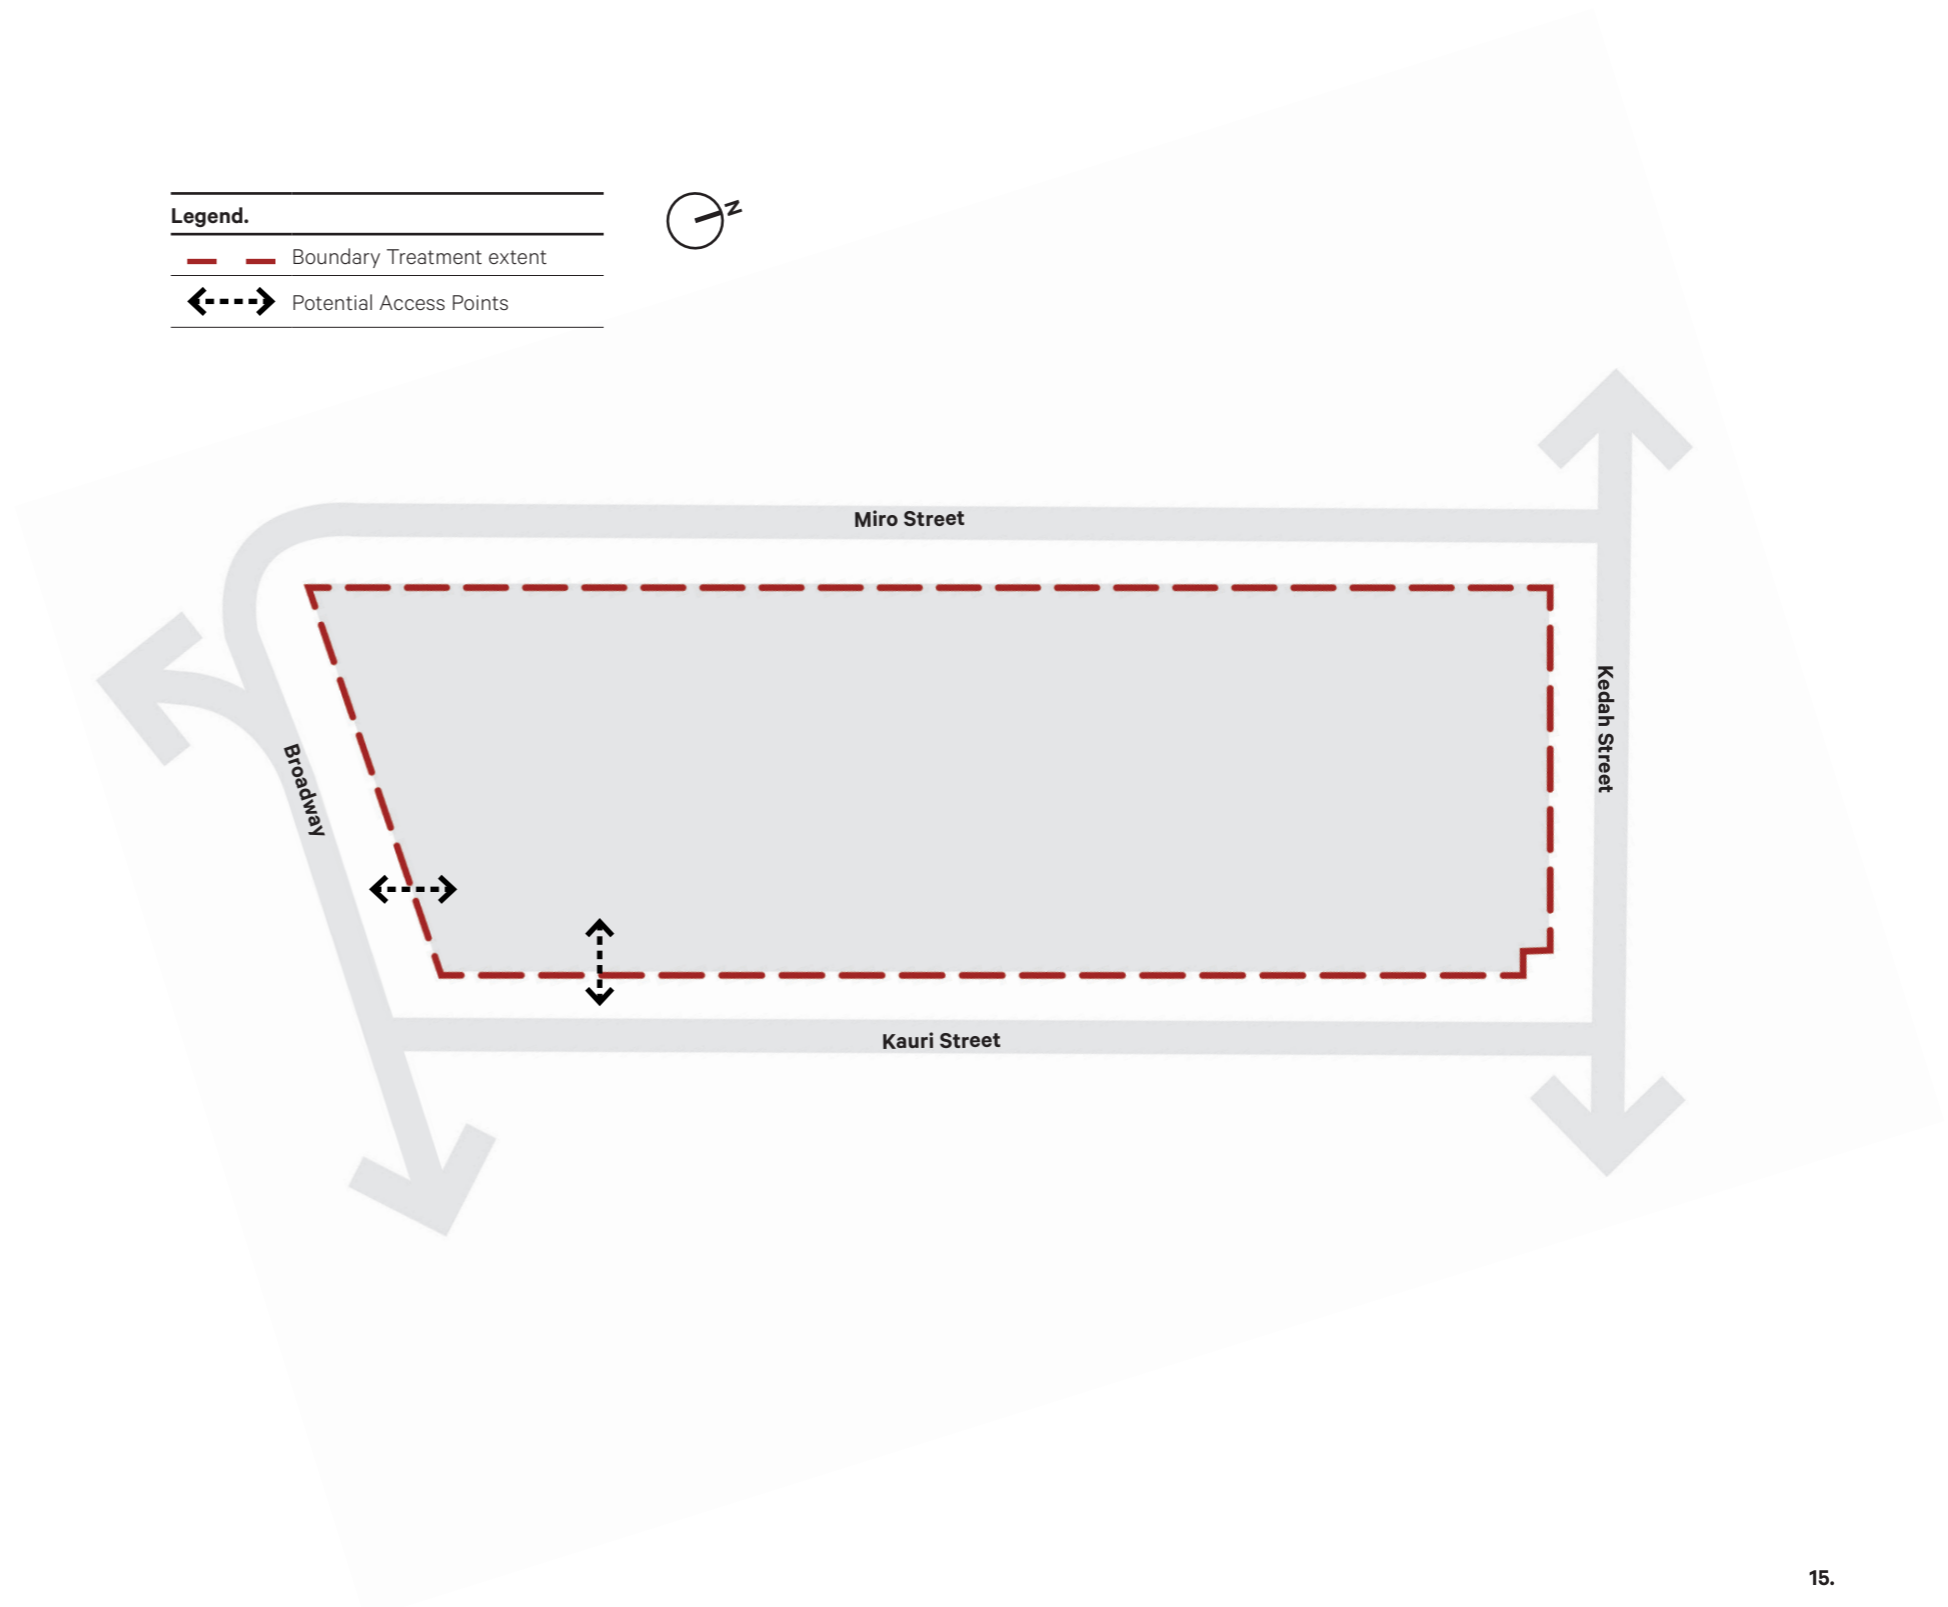 Legend.
N
Boundary Treatment extent
Potential Access Points
Miro Street
Kedah Street
Broadway
Kauri Street
15.